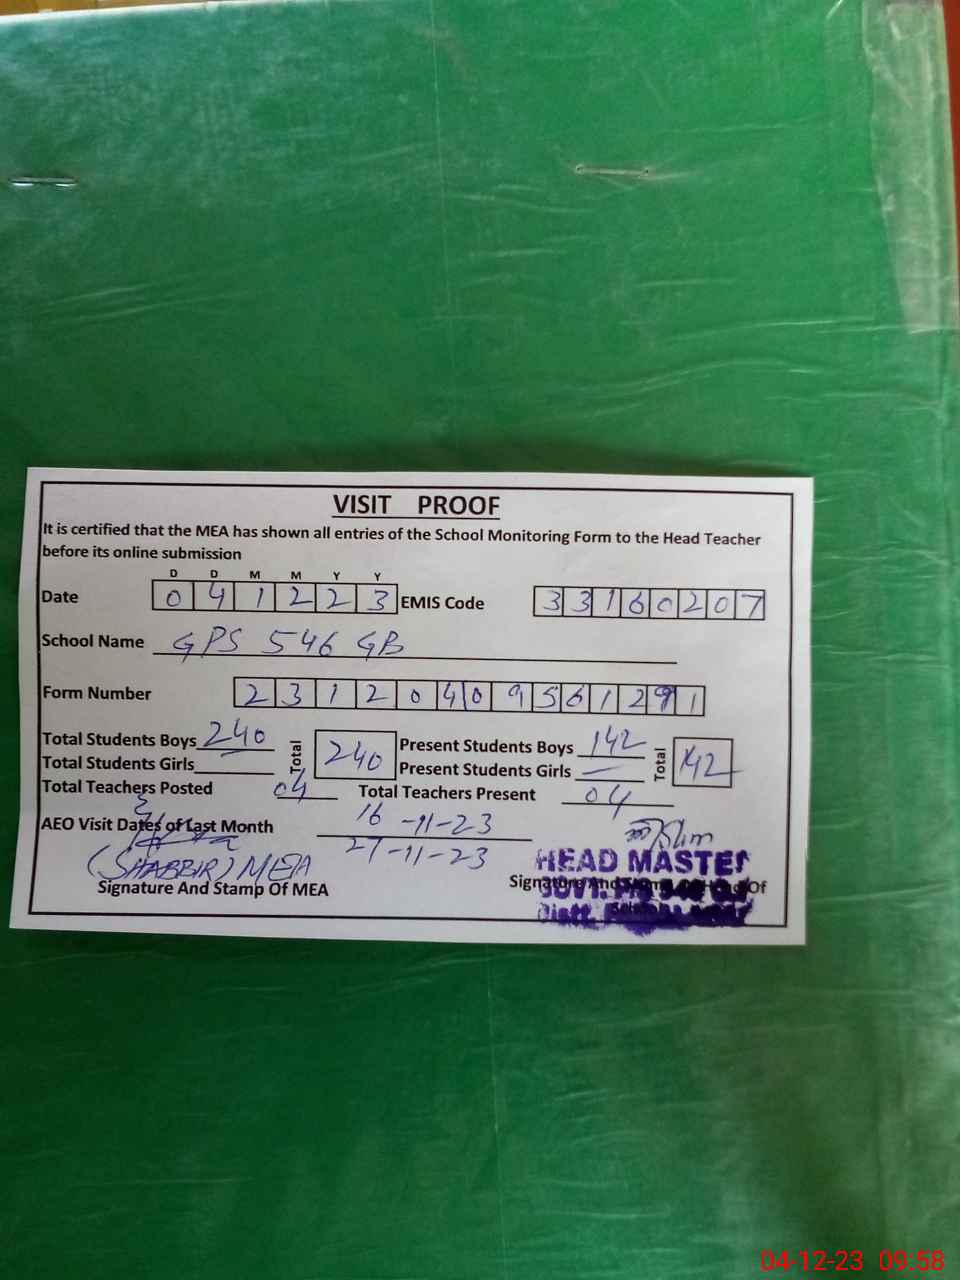 VISIT PROOF
It is certified that the MEA has shown all entries of the School Monitoring Form to the Head Teacher
before its online submission
D D M M Y Y
Date 0 4 1 2 2 3 EMIS Code 3 3 1 6 0 2 0 7
School Name GPS 546 GB
Form Number 2 3 1 2 0 4 0 9 5 6 1 2 9 1
Total Students Boys 240 Total 240 Present Students Boys 142 Total 142
Total Students Girls Present Students Girls —
Total Teachers Posted 04 Total Teachers Present 04
AEO Visit Dates of Last Month 16-11-23
27-11-23
(SHABBIR) MEA
HEAD MASTER
Signature And Stamp Of MEA Signature And Of
GOVT.
Distt.
04-12-23 09:58